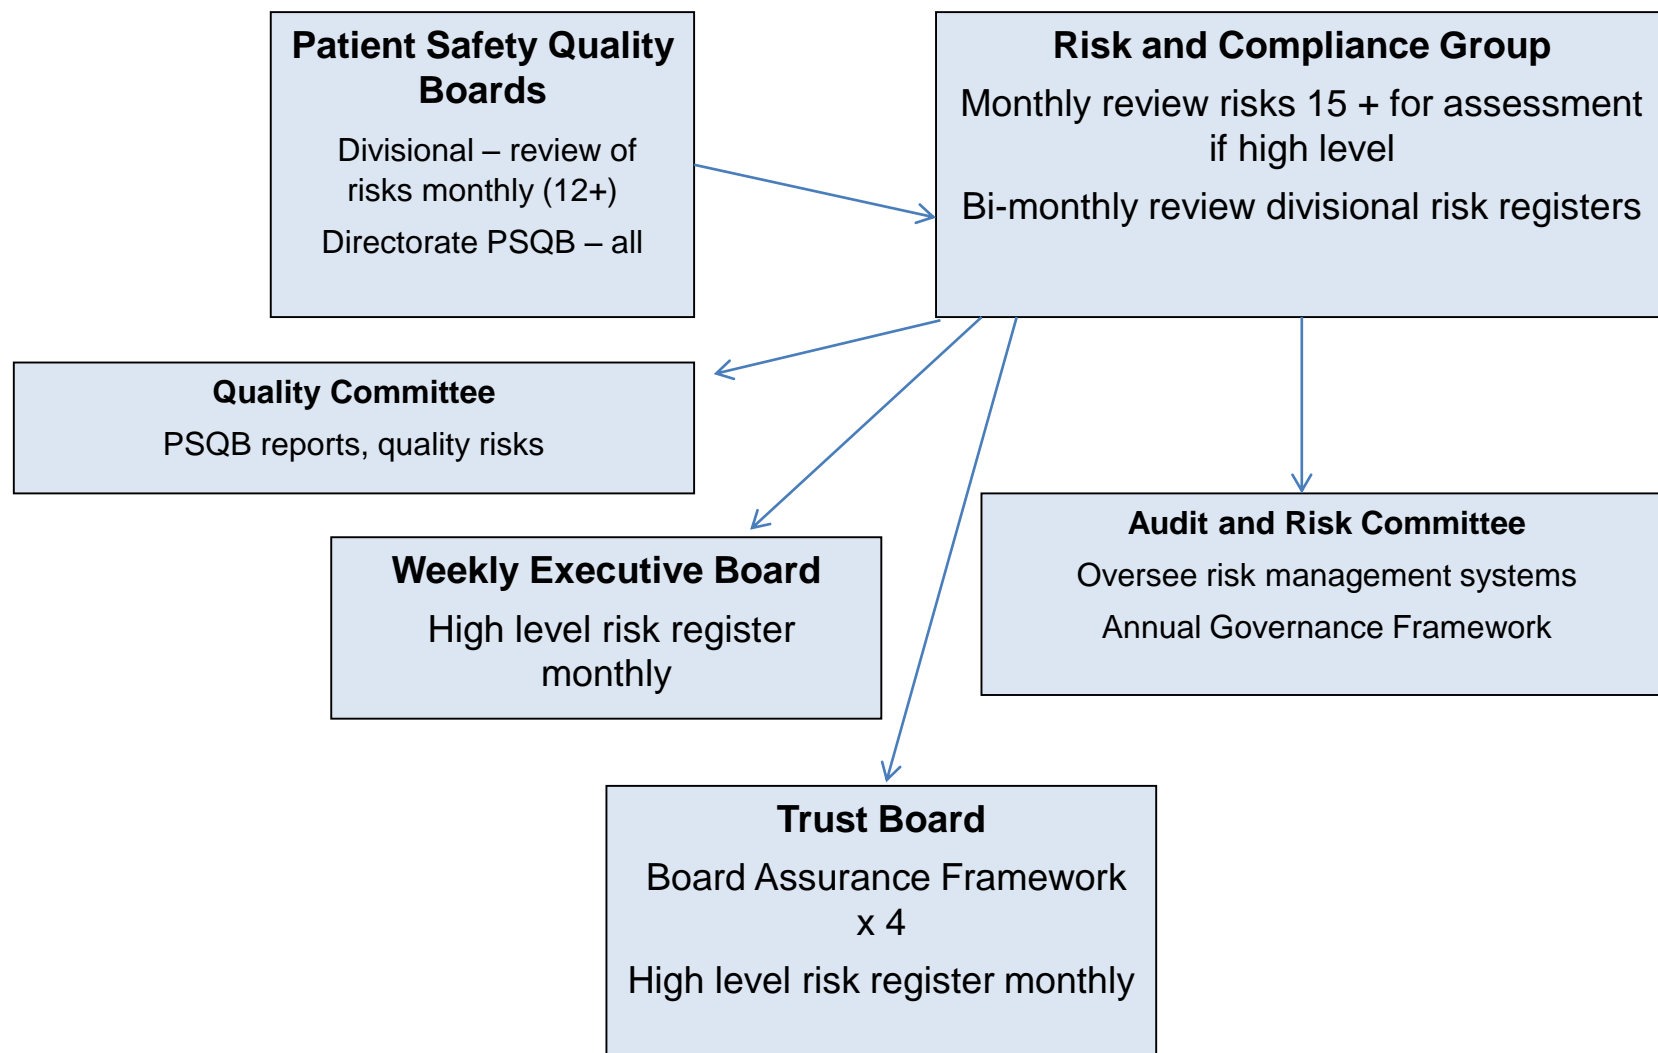 Patient Safety Quality
Boards
Divisional – review of
risks monthly (12+)
Directorate PSQB – all
Risk and Compliance Group
Monthly review risks 15 + for assessment
if high level
Bi-monthly review divisional risk registers
Quality Committee
PSQB reports, quality risks
Weekly Executive Board
High level risk register
monthly
Audit and Risk Committee
Oversee risk management systems
Annual Governance Framework
Trust Board
Board Assurance Framework
x 4
High level risk register monthly